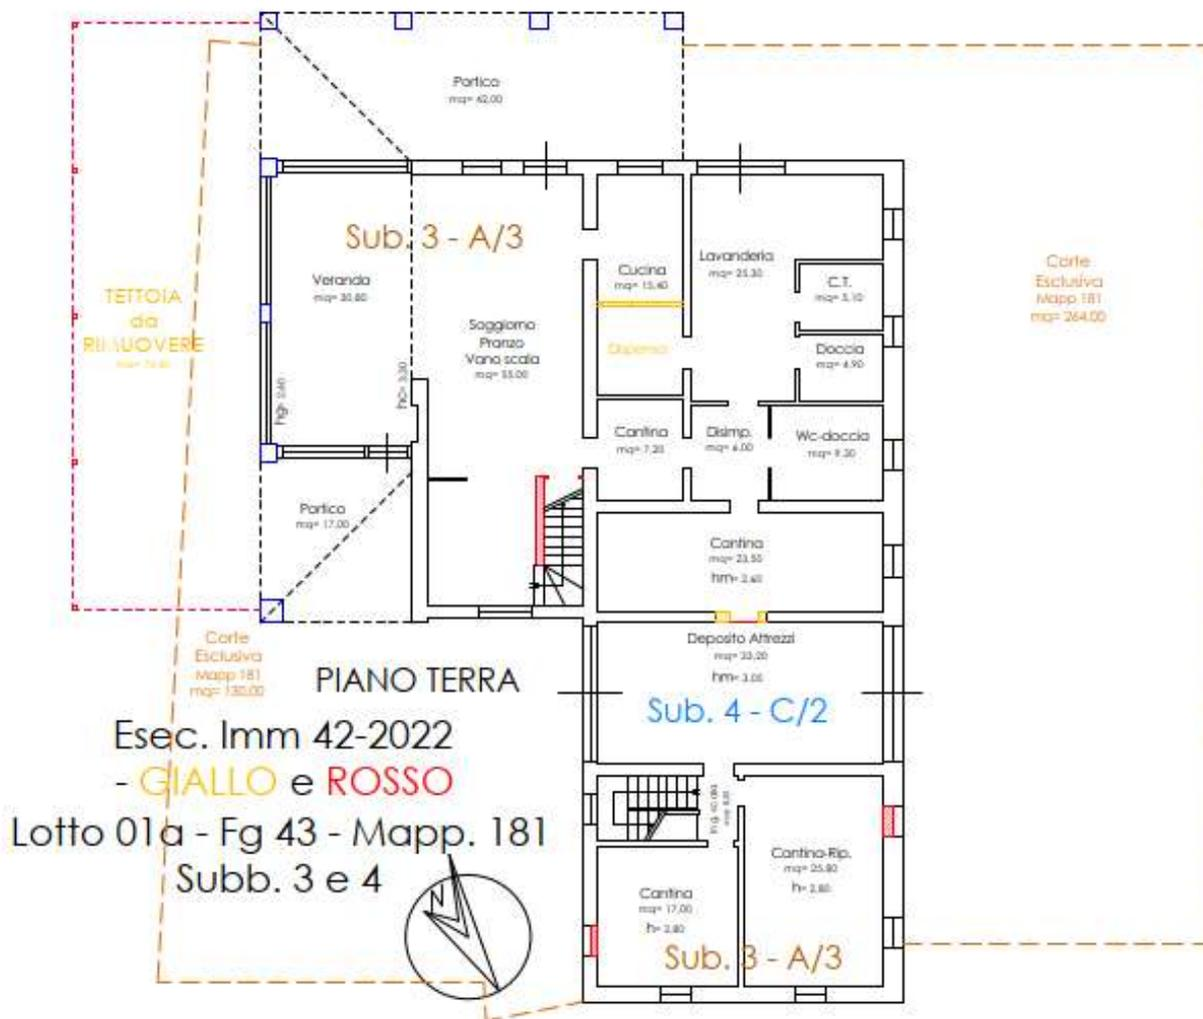 Portico
mq= 62,00
Sub. 3 - A/3
Veranda
mq= 30,80
Cucina
mq= 15,40
Lavanderia
mq= 25,30
C.T.
mq= 5,10
Corte
Esclusiva
Mapp 181
mq= 264,00
TETTOIA
da
RIMUOVERE
Soggiorno
Pranzo
Vano scala
mq= 55,00
Dispensa
Doccia
mq= 4,90
hc= 3,30
Cantina
mq= 7,20
Disimp.
mq= 6,00
Wc-doccia
mq= 9,30
Portico
mq= 17,00
Cantina
mq= 23,50
hm= 2,60
Corte
Esclusiva
Mapp 181
mq= 130,00
Deposito Attrezzi
mq= 33,20
hm= 3,05
Sub. 4 - C/2
PIANO TERRA
Esec. Imm 42-2022
- GIALLO e ROSSO
Lotto 01a - Fg 43 - Mapp. 181
Subb. 3 e 4
N
Cantina-Rip.
mq= 25,80
h= 2,80
Cantina
mq= 17,00
h= 2,80
Sub. 3 - A/3